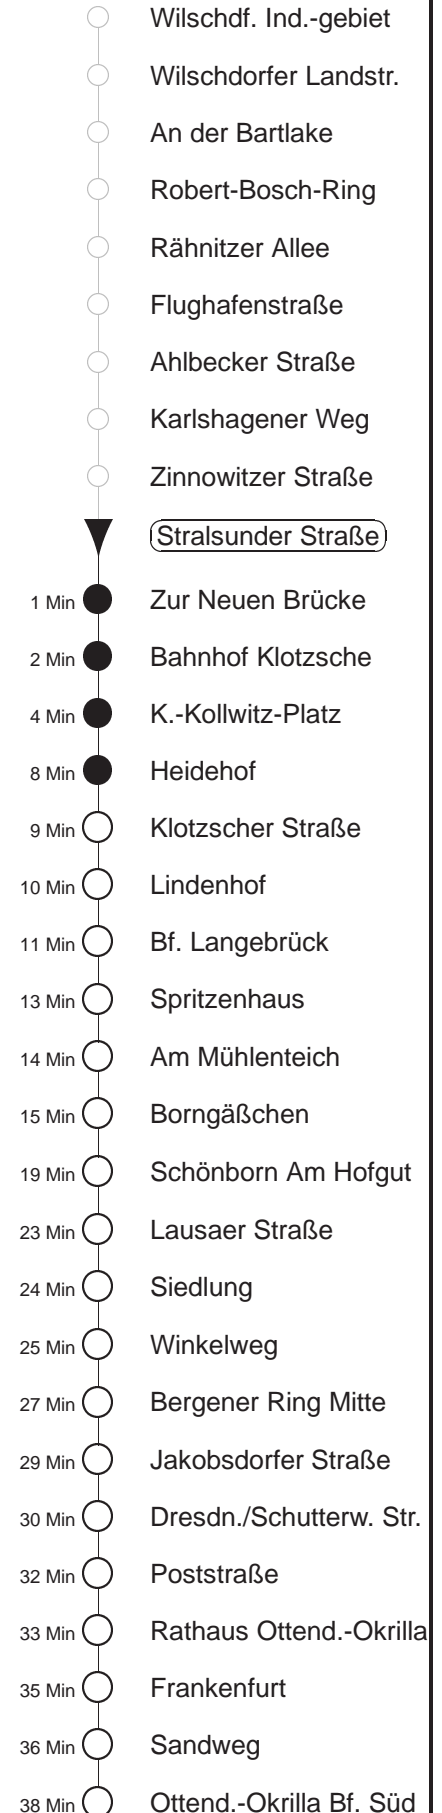 Wilschdf. Ind.-gebiet
Wilschdorfer Landstr.
An der Bartlake
Robert-Bosch-Ring
Rähnitzer Allee
Flughafenstraße
Ahlbecker Straße
Karlshagener Weg
Zinnowitzer Straße
Stralsunder Straße
1 Min Zur Neuen Brücke
2 Min Bahnhof Klotzsche
4 Min K.-Kollwitz-Platz
8 Min Heidehof
9 Min Klotzscher Straße
10 Min Lindenhof
11 Min Bf. Langebrück
13 Min Spritzenhaus
14 Min Am Mühlenteich
15 Min Borngäßchen
19 Min Schönborn Am Hofgut
23 Min Lausaer Straße
24 Min Siedlung
25 Min Winkelweg
27 Min Bergener Ring Mitte
29 Min Jakobsdorfer Straße
30 Min Dresdn./Schutterw. Str.
32 Min Poststraße
33 Min Rathaus Ottend.-Okrilla
35 Min Frankenfurt
36 Min Sandweg
38 Min Ottend.-Okrilla Bf. Süd